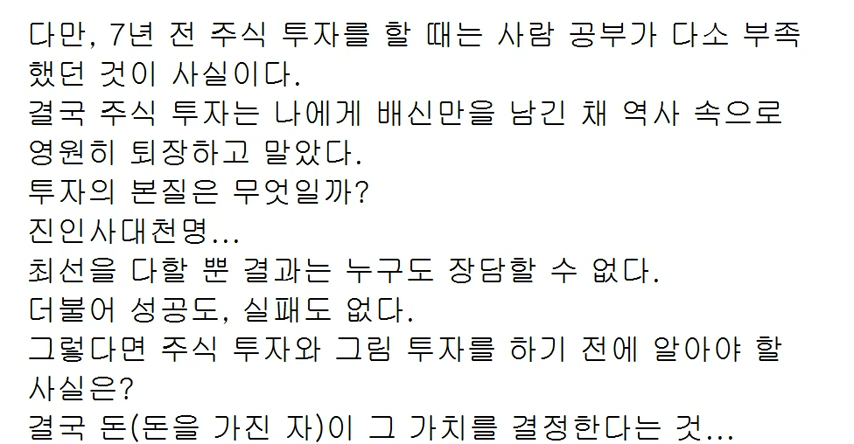 다만, 7년 전 주식 투자를 할 때는 사람 공부가 다소 부족
했던 것이 사실이다.
결국 주식 투자는 나에게 배신만을 남긴 채 역사 속으로
영원히 퇴장하고 말았다.
투자의 본질은 무엇일까?
진인사대천명...
최선을 다할 뿐 결과는 누구도 장담할 수 없다.
더불어 성공도, 실패도 없다.
그렇다면 주식 투자와 그림 투자를 하기 전에 알아야 할
사실은?
결국 돈(돈을 가진 자)이 그 가치를 결정한다는 것...